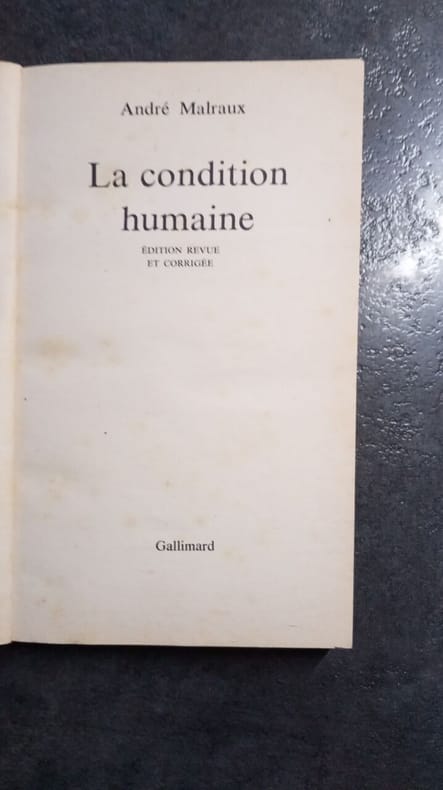 André Malraux
La condition
humaine
ÉDITION REVUE
ET CORRIGÉE
Gallimard